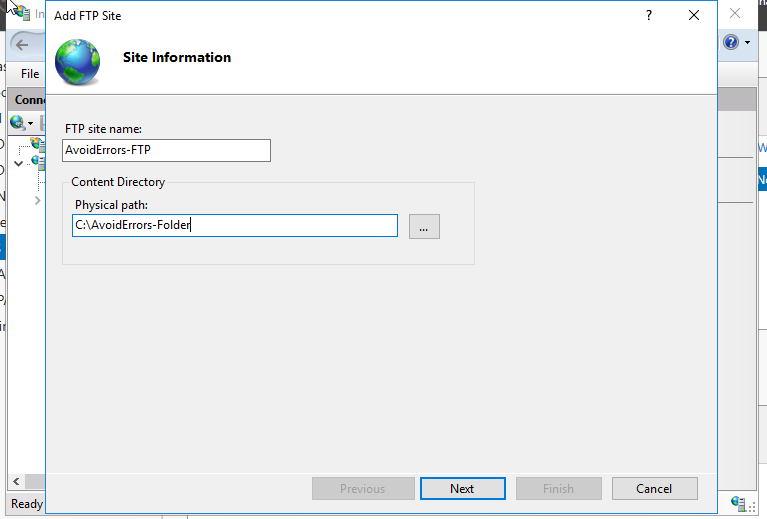 Add FTP Site
?
Site Information
File
FTP site name:
AvoidErrors-FTP
Content Directory
Physical path:
C:\AvoidErrors-Folder
...
Previous
Next
Finish
Cancel
Ready